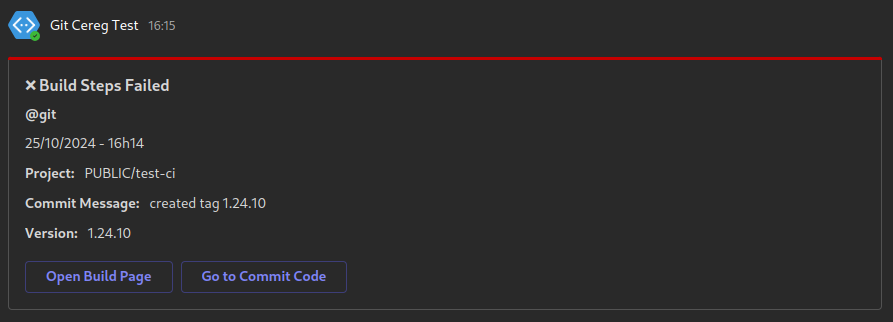 Git Cereg Test 16:15
❌ Build Steps Failed
@git
25/10/2024 - 16h14
Project: PUBLIC/test-ci
Commit Message: created tag 1.24.10
Version: 1.24.10
Open Build Page Go to Commit Code